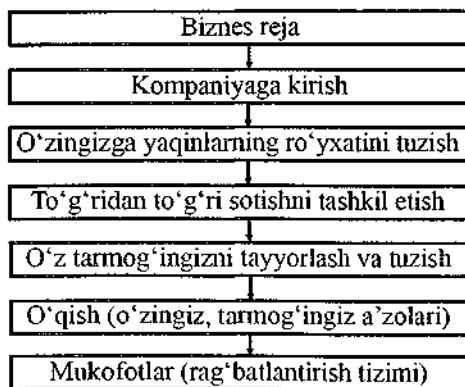 Biznes reja
Kompaniyaga kirish
O‘zingizga yaqinlarning ro‘yxatini tuzish
To‘g‘ridan to‘g‘ri sotishni tashkil etish
O‘z tarmog‘ingizni tayyorlash va tuzish
O‘qish (o‘zingiz, tarmog‘ingiz a’zolari)
Mukofotlar (rag‘batlantirish tizimi)